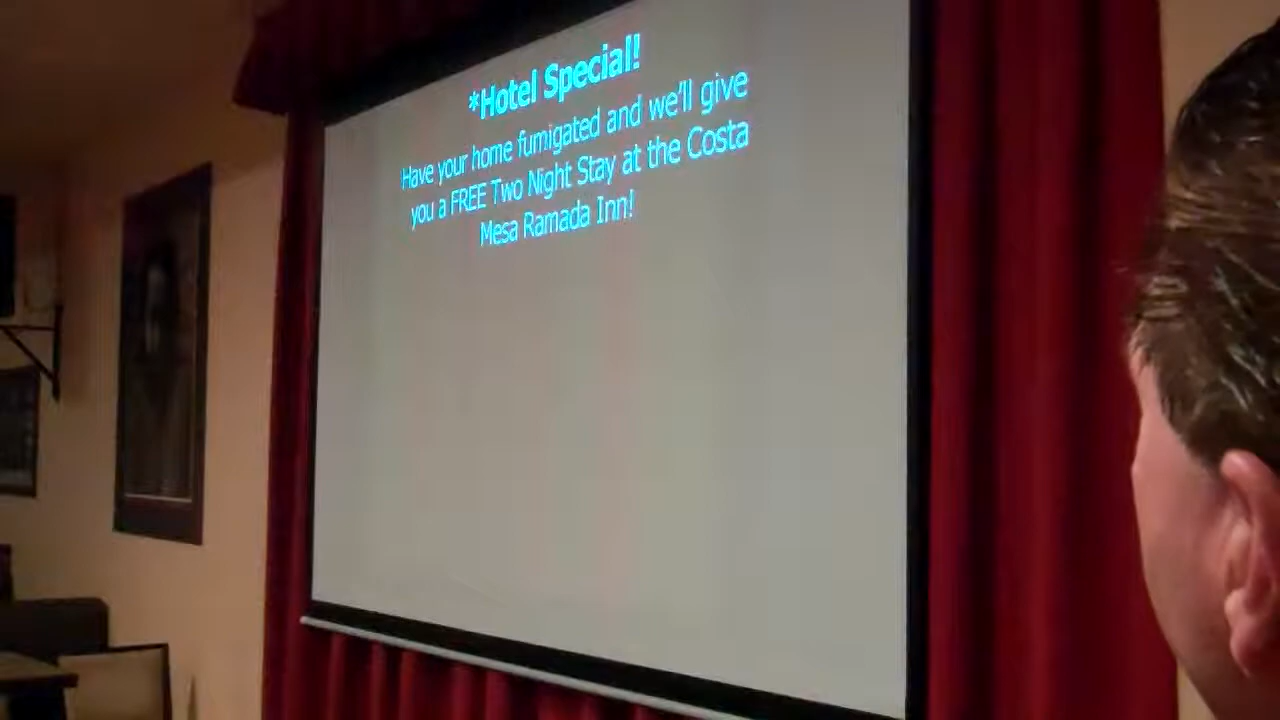 *Hotel Special!
Have your home fumigated and we'll give
you a FREE Two Night Stay at the Costa
Mesa Ramada Inn!